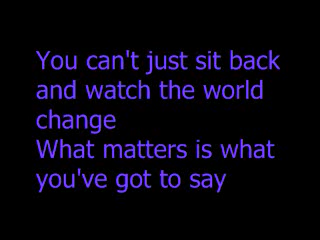 You can't just sit back
and watch the world
change
What matters is what
you've got to say